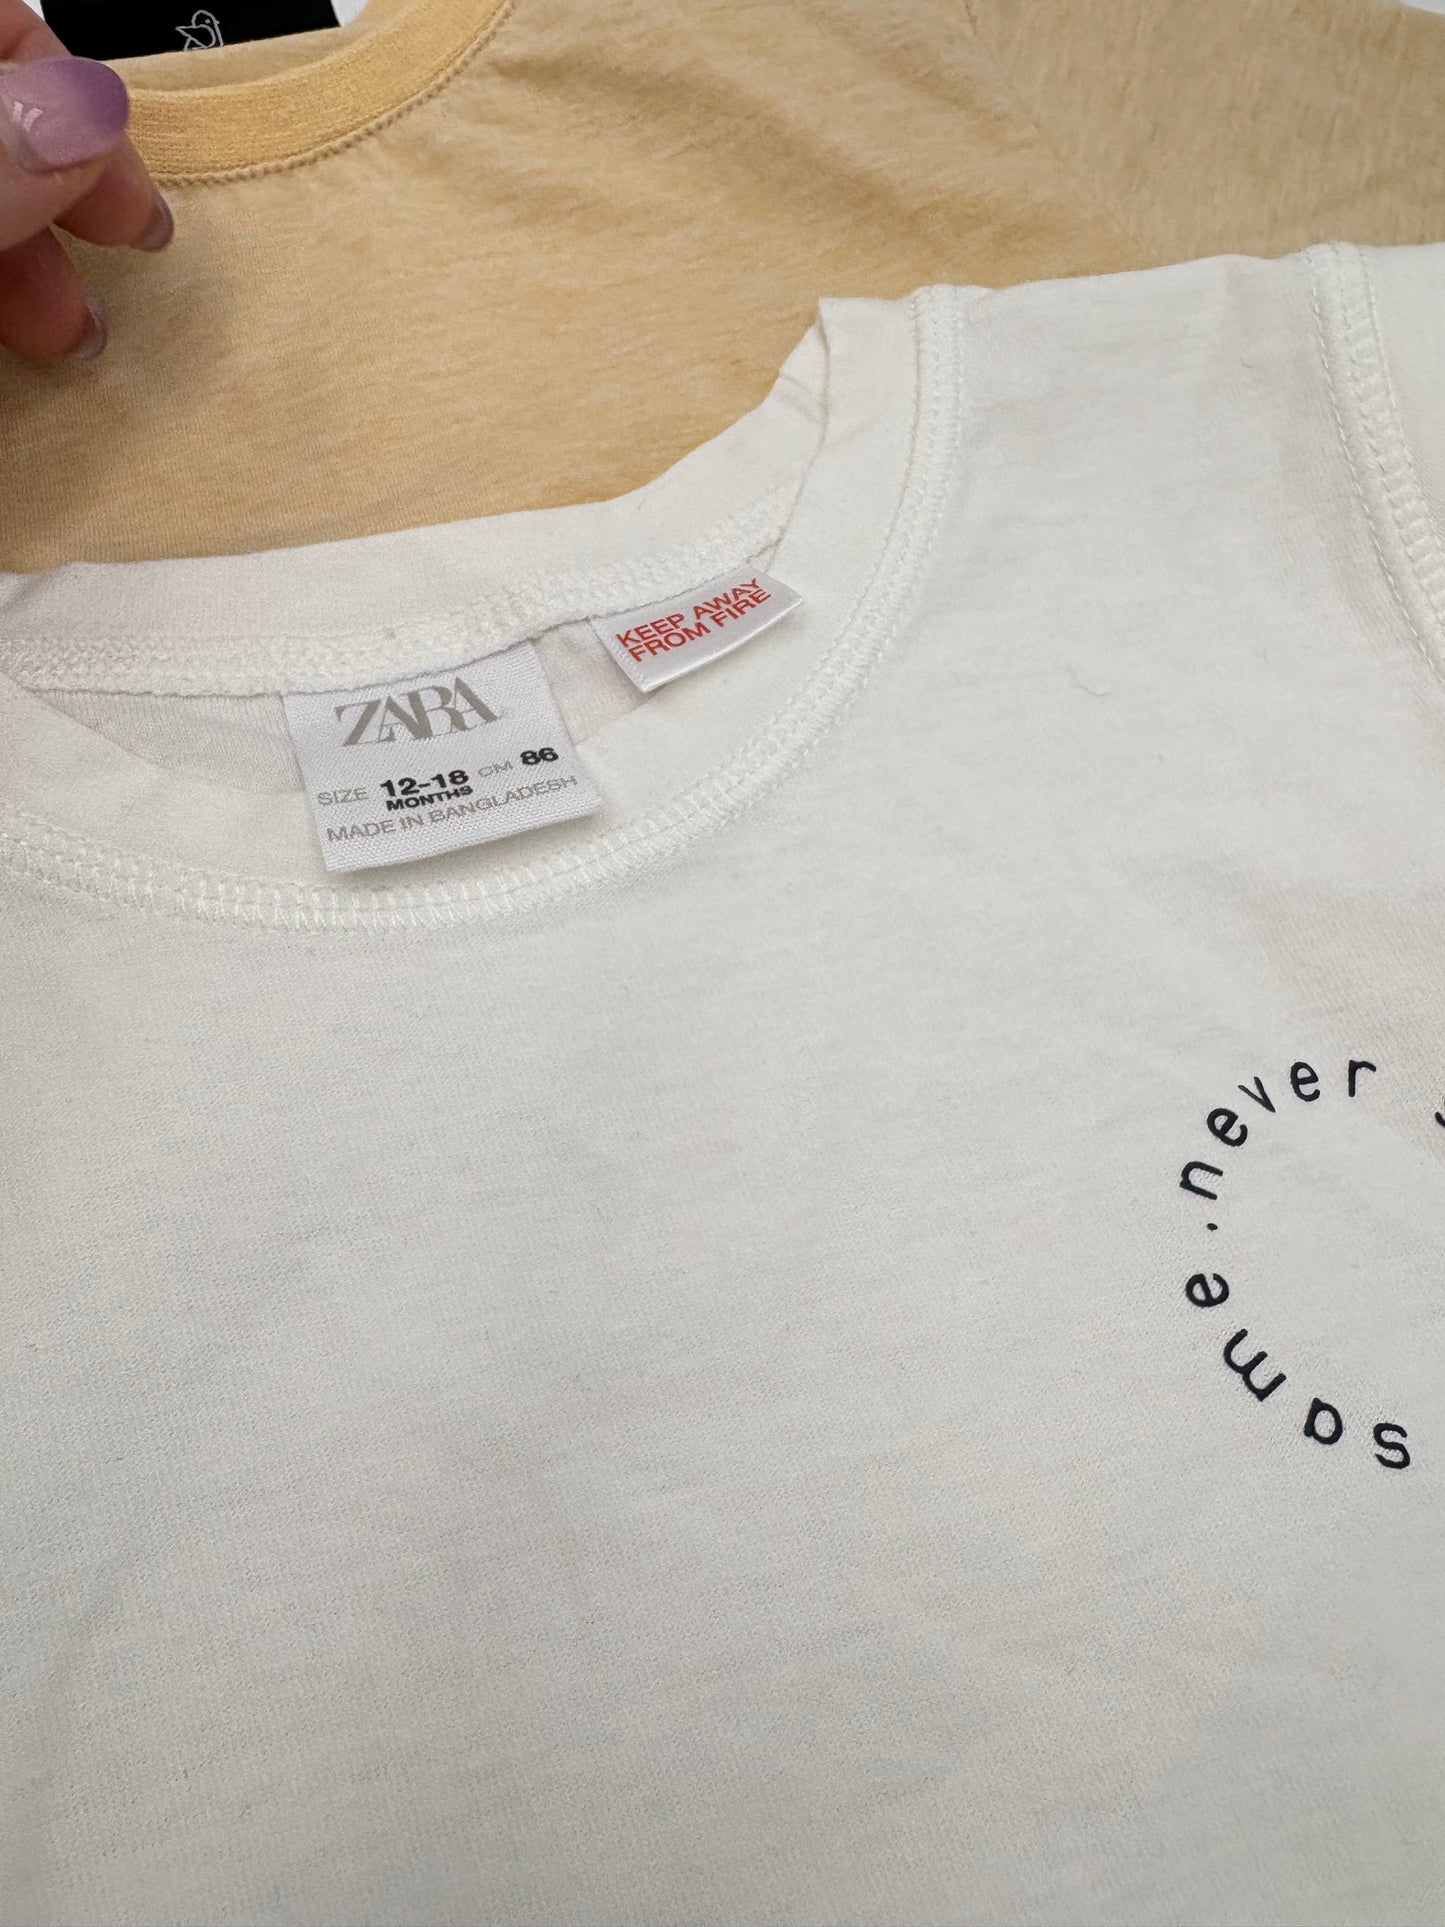 KEEP AWAY
FROM FIRE
ZARA
SIZE 12-18 CM 86
MONTHS
MADE IN BANGLADESH
.never
same